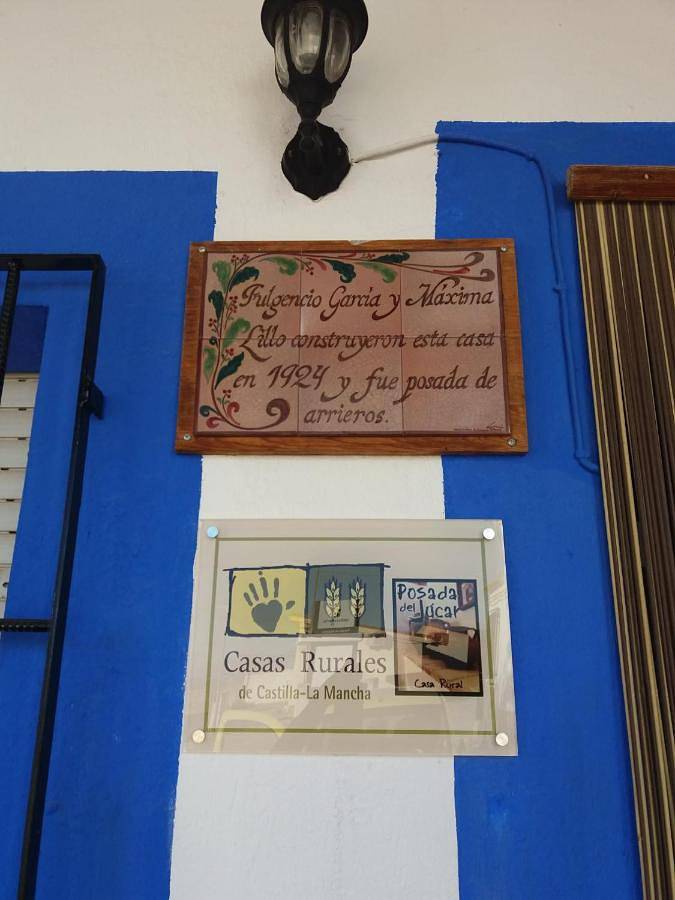 Fulgencio García y Máxima
Lillo construyeron esta casa
en 1924 y fue posada de
arrieros.
Casas Rurales
de Castilla-La Mancha
Posada
del Júcar
Casa Rural